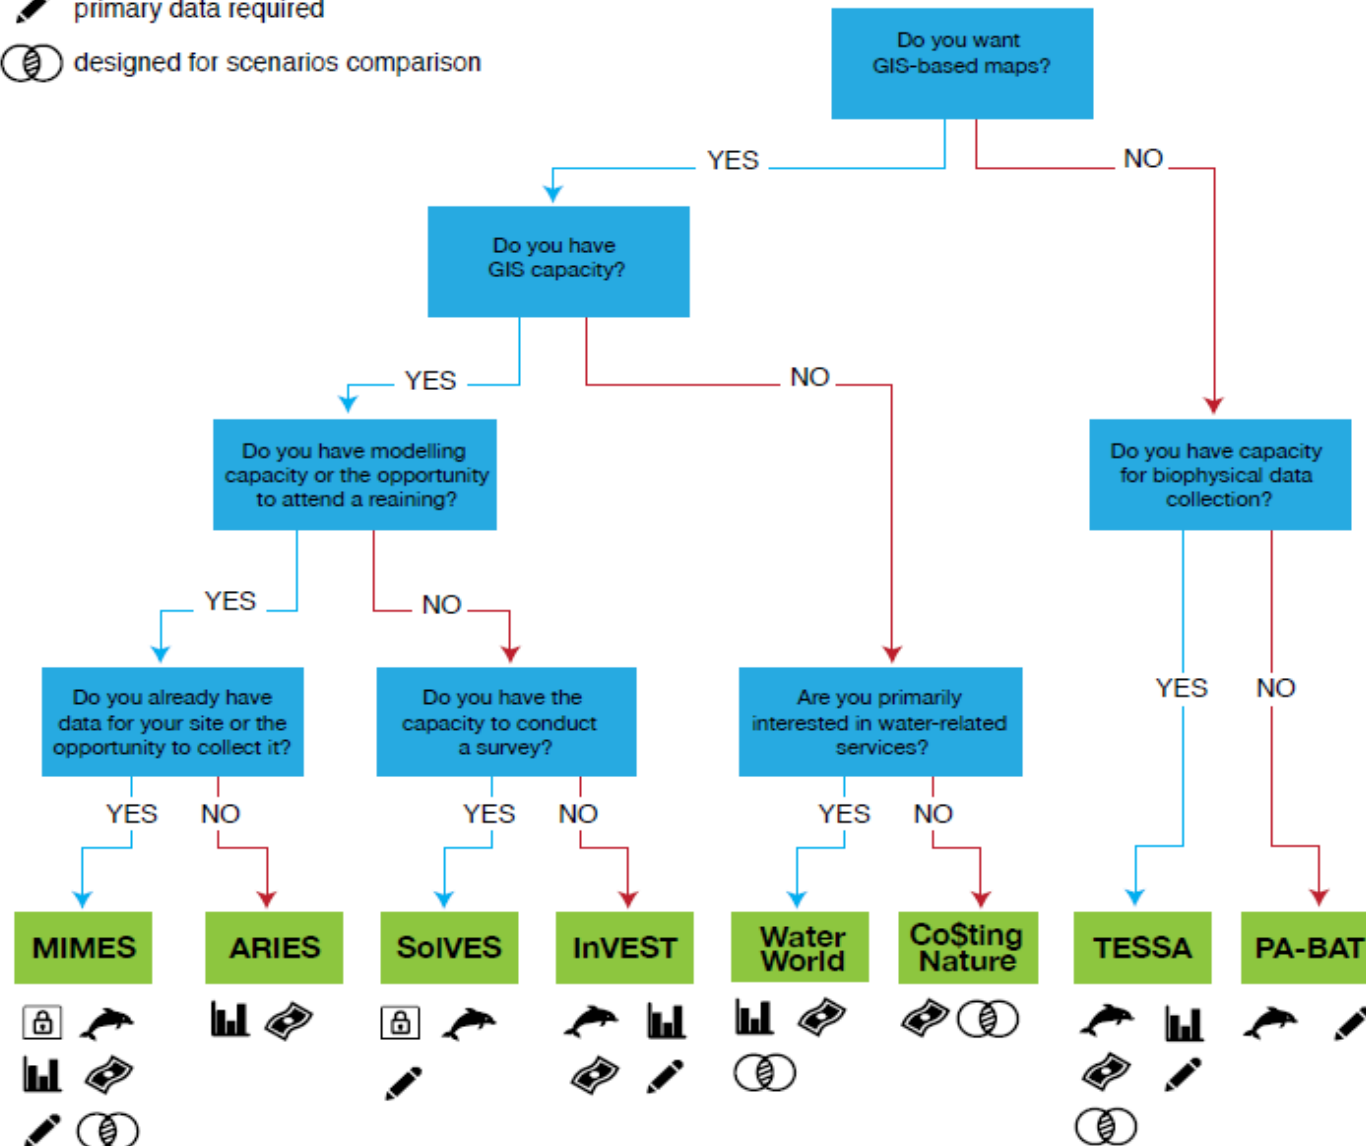 primary data required
designed for scenarios comparison
Do you want
GIS-based maps?
YES
NO
Do you have
GIS capacity?
YES
NO
Do you have modelling
capacity or the opportunity
to attend a reaining?
Do you have capacity
for biophysical data
collection?
YES
NO
YES
NO
Do you already have
data for your site or the
opportunity to collect it?
Do you have the
capacity to conduct
a survey?
Are you primarily
interested in water-related
services?
YES
NO
YES
NO
YES
NO
MIMES
ARIES
SolVES
InVEST
Water
World
Co$ting
Nature
TESSA
PA-BAT